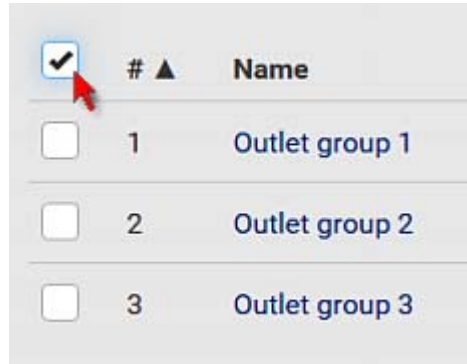 # ▲ Name
1 Outlet group 1
2 Outlet group 2
3 Outlet group 3